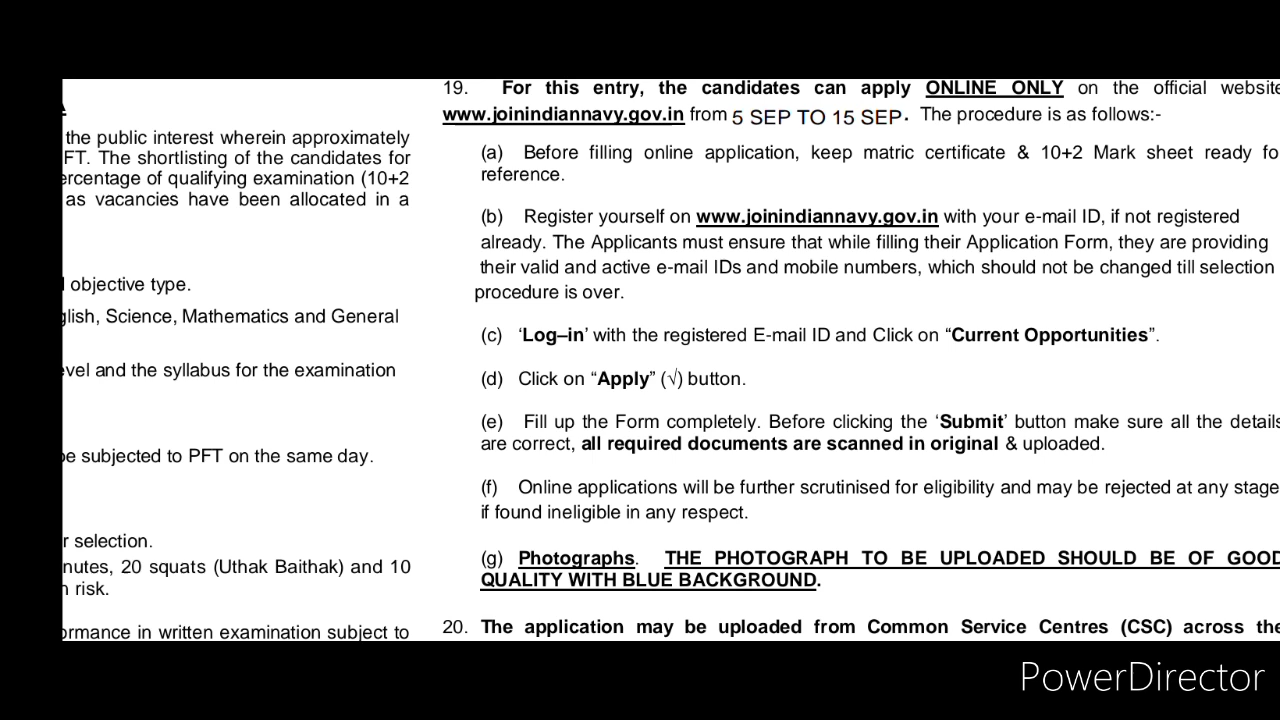 the public interest wherein approximately
FT. The shortlisting of the candidates for
ercentage of qualifying examination (10+2
as vacancies have been allocated in a
objective type.
glish, Science, Mathematics and General
evel and the syllabus for the examination
be subjected to PFT on the same day.
r selection.
nutes, 20 squats (Uthak Baithak) and 10
n risk.
ormance in written examination subject to
19. For this entry, the candidates can apply ONLINE ONLY on the official website
www.joinindiannavy.gov.in from 5 SEP TO 15 SEP. The procedure is as follows:-
(a) Before filling online application, keep matric certificate & 10+2 Mark sheet ready fo
reference.
(b) Register yourself on www.joinindiannavy.gov.in with your e-mail ID, if not registered
already. The Applicants must ensure that while filling their Application Form, they are providing
their valid and active e-mail IDs and mobile numbers, which should not be changed till selection
procedure is over.
(c) ‘Log–in’ with the registered E-mail ID and Click on “Current Opportunities”.
(d) Click on “Apply” (√) button.
(e) Fill up the Form completely. Before clicking the ‘Submit’ button make sure all the details
are correct, all required documents are scanned in original & uploaded.
(f) Online applications will be further scrutinised for eligibility and may be rejected at any stage,
if found ineligible in any respect.
(g) Photographs. THE PHOTOGRAPH TO BE UPLOADED SHOULD BE OF GOOD
QUALITY WITH BLUE BACKGROUND.
20. The application may be uploaded from Common Service Centres (CSC) across the
PowerDirector